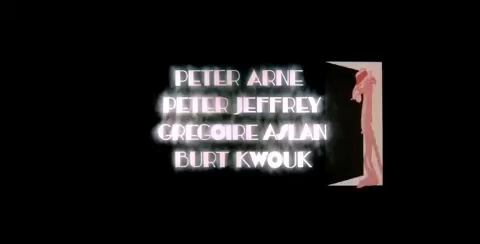 PETER ARNE
PETER JEFFREY
GREGOIRE ASLAN
BURT KWOUK